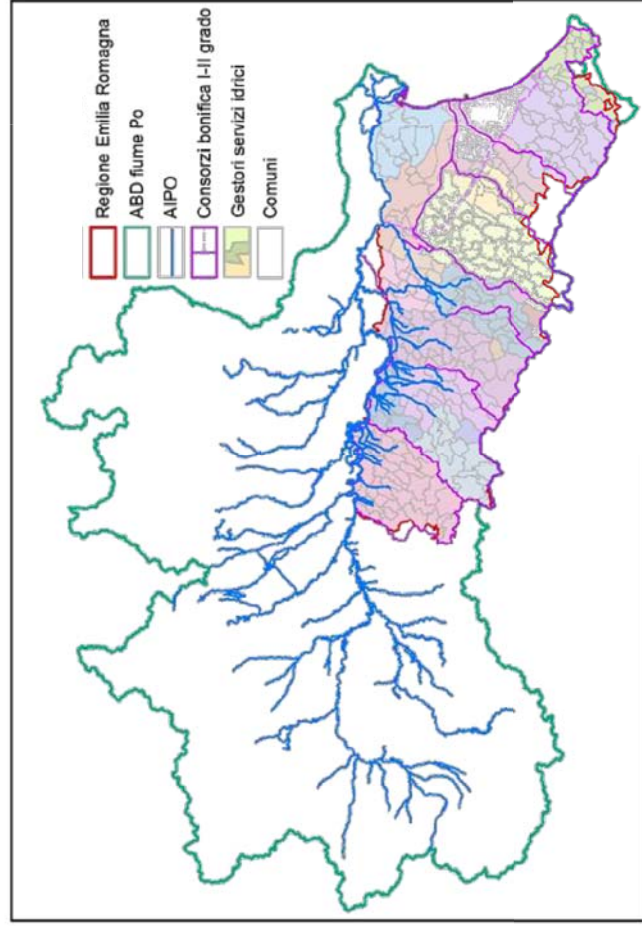 Regione Emilia Romagna
ABD fiume Po
AIPO
Consorzi bonifica I-II grado
Gestori servizi idrici
Comuni